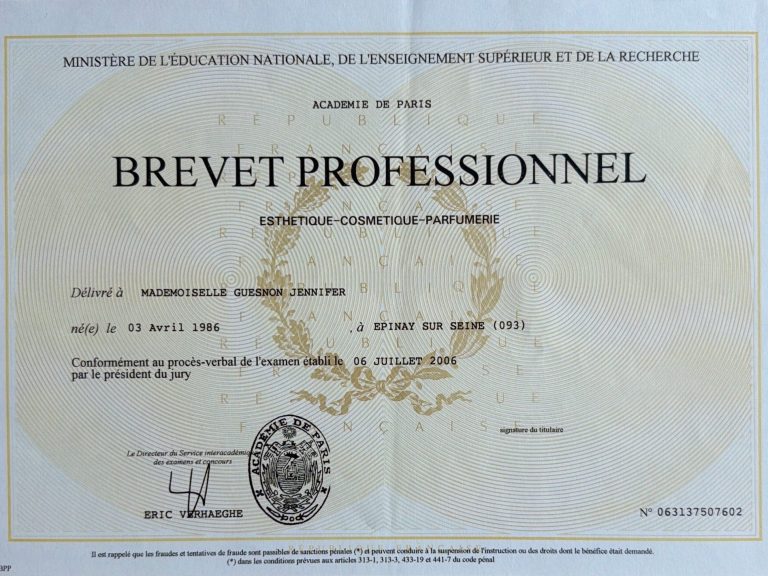 MINISTÈRE DE L'ÉDUCATION NATIONALE, DE L'ENSEIGNEMENT SUPÉRIEUR ET DE LA RECHERCHE
ACADEMIE DE PARIS
RÉPUBLIQUE
FRANÇAISE
BREVET PROFESSIONNEL
ESTHETIQUE-COSMETIQUE-PARFUMERIE
Délivré à MADEMOISELLE GUESNON JENNIFER
né(e) le 03 Avril 1986 , à EPINAY SUR SEINE (093)
Conformément au procès-verbal de l'examen établi le 06 JUILLET 2006
par le président du jury
signature du titulaire
Le Directeur du Service interacadémique
des examens et concours
ACADÉMIE DE PARIS
ERIC VERHAEGHE
N° 063137507602
Il est rappelé que les fraudes et tentatives de fraude sont passibles de sanctions pénales (*) et peuvent conduire à la suspension de l'instruction ou des droits dont le bénéfice était demandé.
(*) dans les conditions prévues aux articles 313-1, 313-3, 433-19 et 441-7 du code pénal